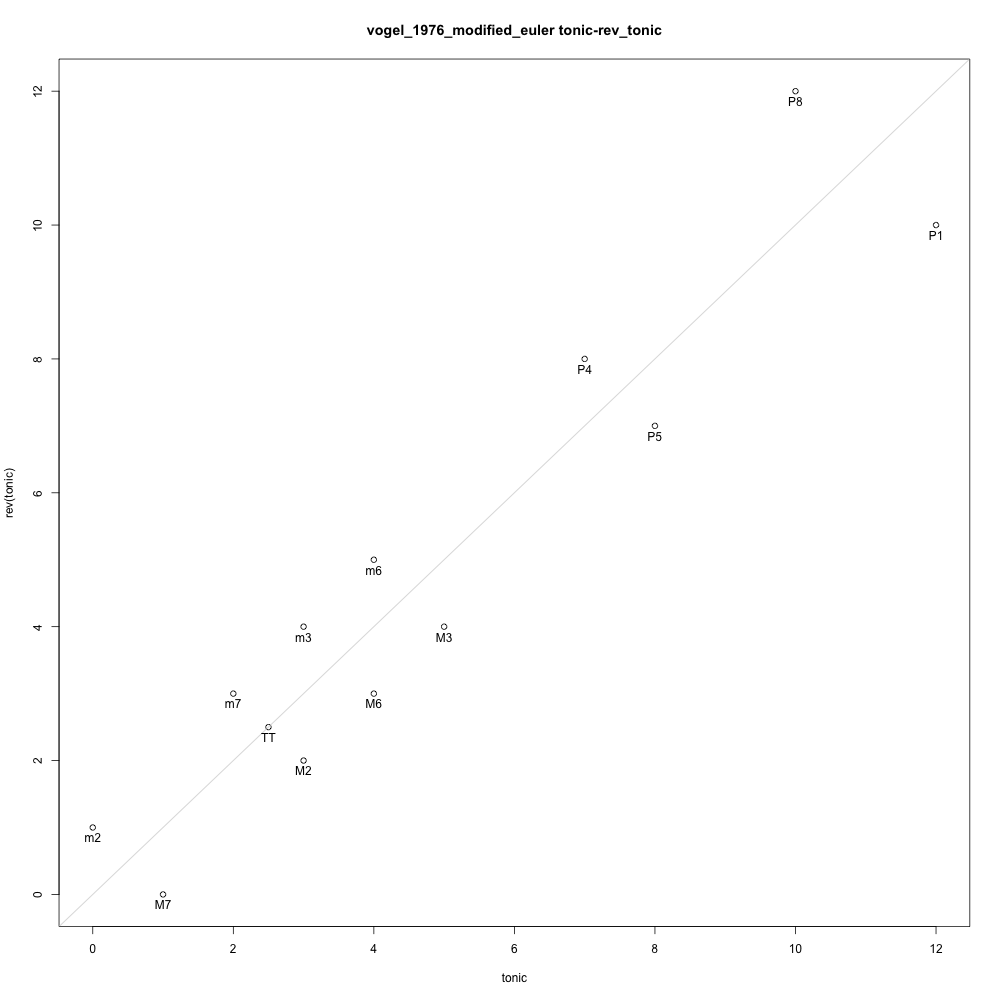 vogel_1976_modified_euler tonic-rev_tonic
12
P8
10
P1
8
P4
P5
rev(tonic)
6
m6
4
m3
M3
m7
M6
TT
2
M2
m2
0
M7
0 2 4 6 8 10 12
tonic